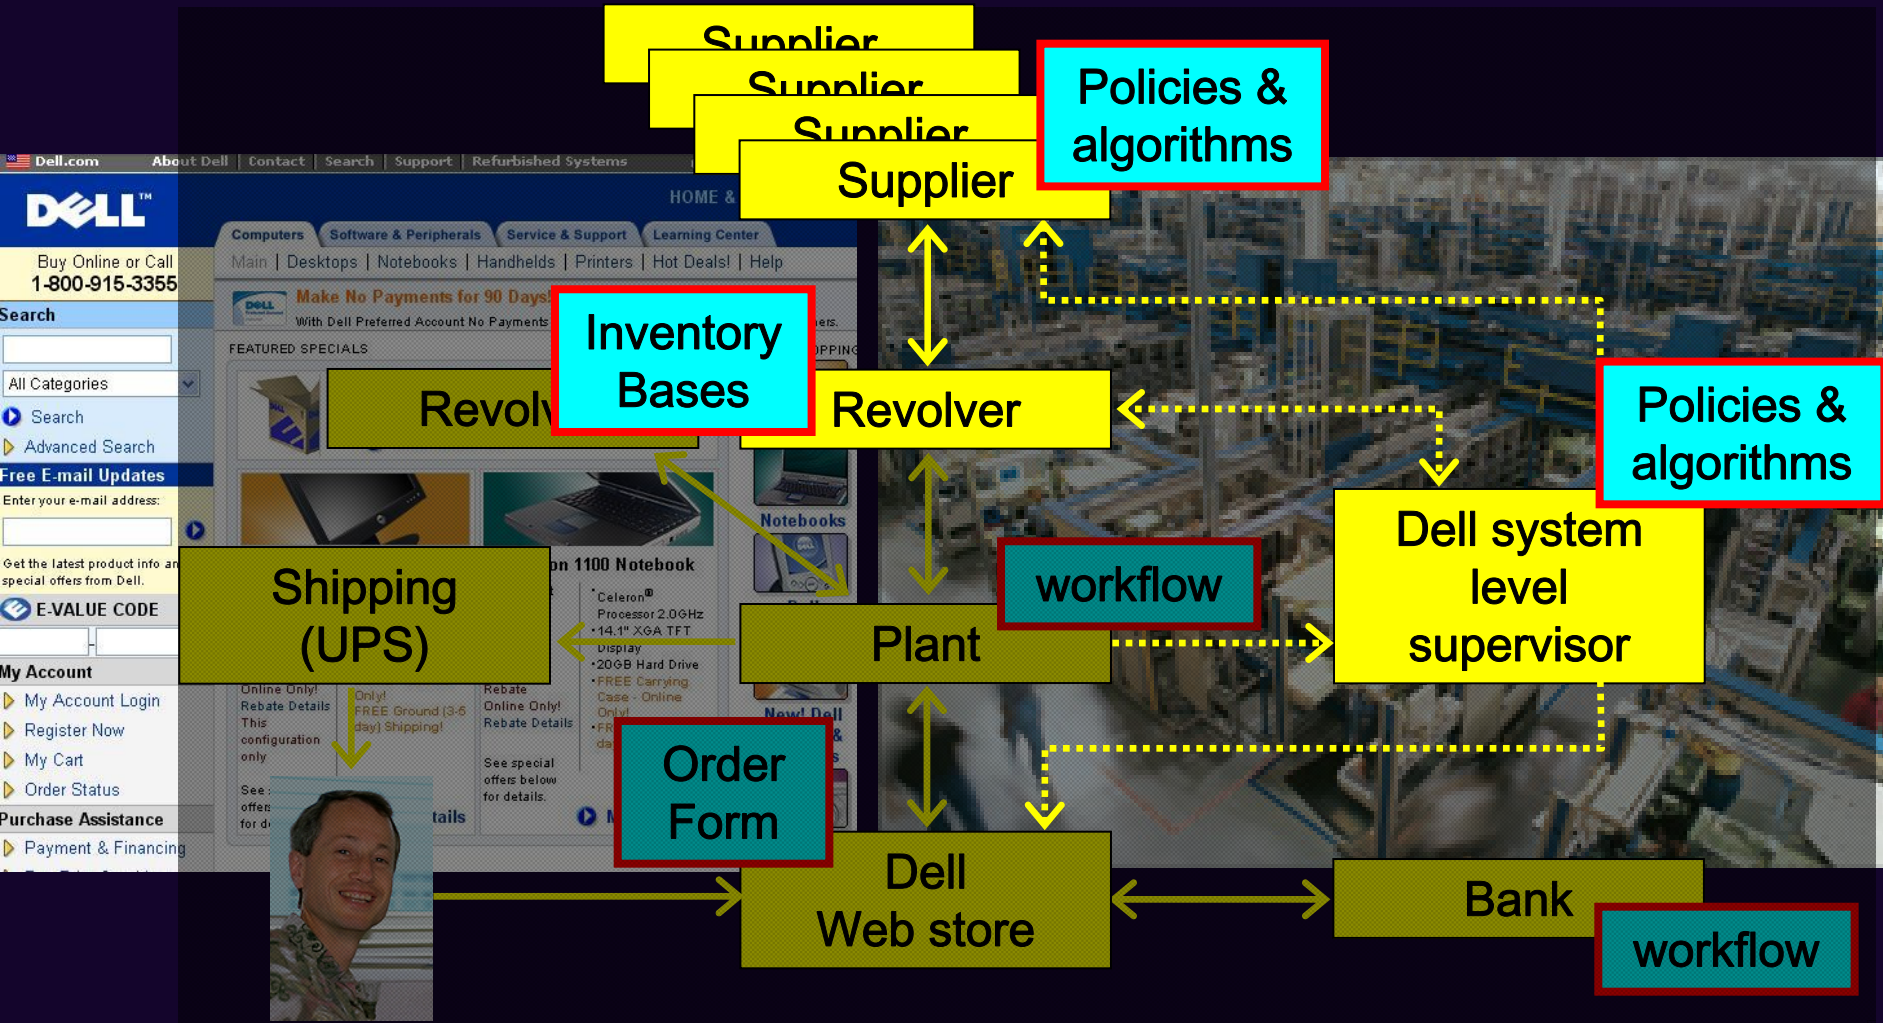 Supplier
Supplier
Supplier
Supplier
Policies &
algorithms
Dell.com
About Dell | Contact | Search | Support | Refurbished Systems
DELL™
HOME &
Buy Online or Call
1-800-915-3355
Computers
Software & Peripherals
Service & Support
Learning Center
Main | Desktops | Notebooks | Handhelds | Printers | Hot Deals! | Help
Search
All Categories
Search
Advanced Search
Free E-mail Updates
Enter your e-mail address:
Get the latest product info an
special offers from Dell.
E-VALUE CODE
My Account
My Account Login
Register Now
My Cart
Order Status
Purchase Assistance
Payment & Financing
DELL
Make No Payments for 90 Days!
With Dell Preferred Account No Payments
FEATURED SPECIALS
Inventory
Bases
Revolver
Policies &
algorithms
Notebooks
on 1100 Notebook
Celeron®
Processor 2.0GHz
•14.1" XGA TFT
Display
•20GB Hard Drive
•FREE Carrying
Case - Online
Only!
Shipping
(UPS)
Plant
workflow
Dell system
level
supervisor
Online Only!
Rebate Details
This
configuration
only
Only!
FREE Ground (3-5
day) Shipping!
Rebate
Online Only!
Rebate Details
See special
offers below
for details.
New! Dell
Order
Form
Dell
Web store
Bank
workflow